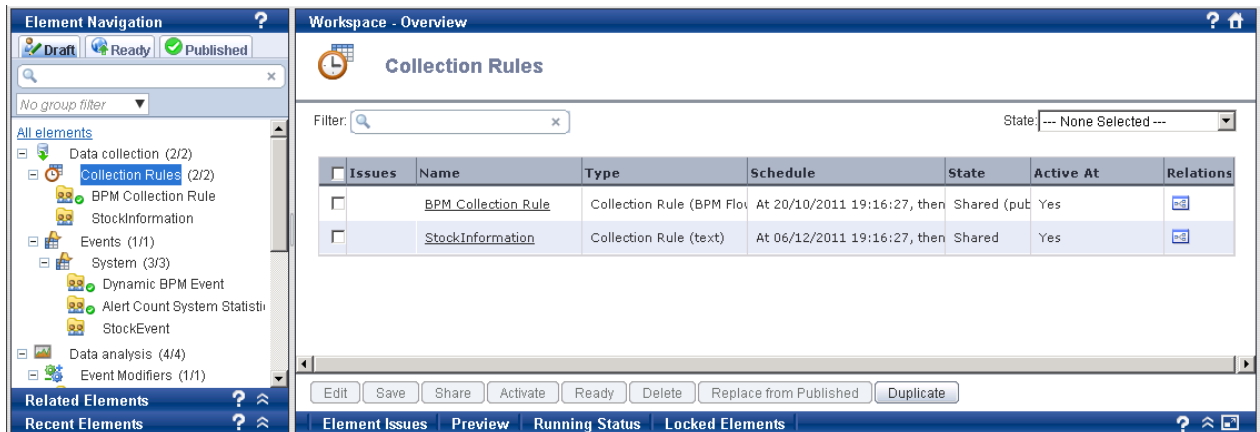 Element Navigation ?
Draft Ready Published
No group filter
All elements
Data collection (2/2)
Collection Rules (2/2)
BPM Collection Rule
StockInformation
Events (1/1)
System (3/3)
Dynamic BPM Event
Alert Count System Statisti
StockEvent
Data analysis (4/4)
Event Modifiers (1/1)
Related Elements ?
Recent Elements ?
Workspace - Overview ?
Collection Rules
Filter: State: --- None Selected ---
Issues Name Type Schedule State Active At Relations
BPM Collection Rule Collection Rule (BPM Flo At 20/10/2011 19:16:27, then Shared (pub Yes
StockInformation Collection Rule (text) At 06/12/2011 19:16:27, then Shared Yes
Edit Save Share Activate Ready Delete Replace from Published Duplicate
Element Issues Preview Running Status Locked Elements ?